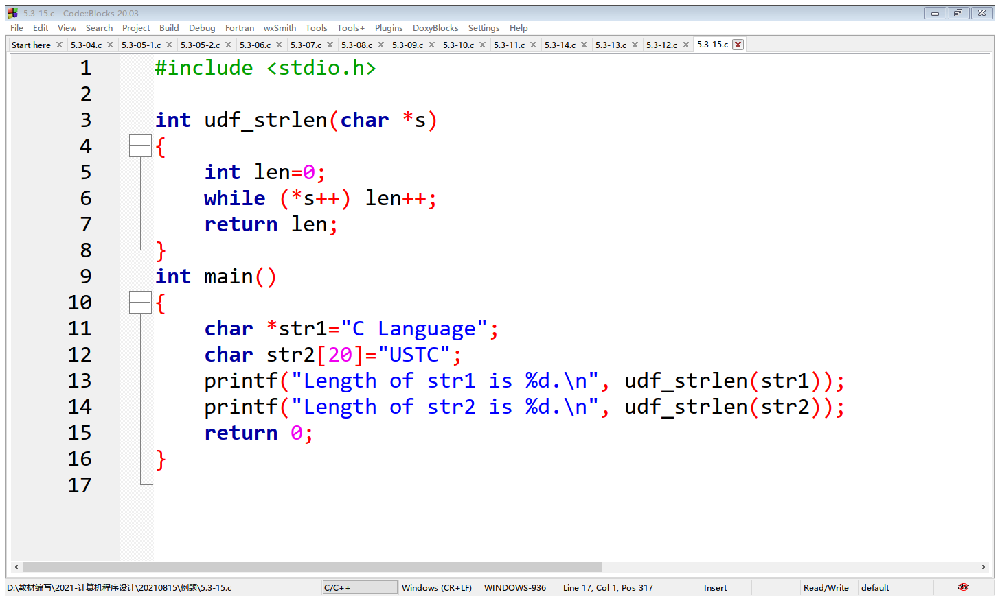 5.3-15.c - Code::Blocks 20.03
File Edit View Search Project Build Debug Fortran wxSmith Tools Tools+ Plugins DoxyBlocks Settings Help
Start here 5.3-04.c 5.3-05-1.c 5.3-05-2.c 5.3-06.c 5.3-07.c 5.3-08.c 5.3-09.c 5.3-10.c 5.3-11.c 5.3-14.c 5.3-13.c 5.3-12.c 5.3-15.c
1 #include <stdio.h>
2
3 int udf_strlen(char *s)
4 {
5     int len=0;
6     while (*s++) len++;
7     return len;
8 }
9 int main()
10 {
11     char *str1="C Language";
12     char str2[20]="USTC";
13     printf("Length of str1 is %d.\n", udf_strlen(str1));
14     printf("Length of str2 is %d.\n", udf_strlen(str2));
15     return 0;
16 }
17
D:\教材编写\2021-计算机程序设计\20210815\例题\5.3-15.c C/C++ Windows (CR+LF) WINDOWS-936 Line 17, Col 1, Pos 317 Insert Read/Write default abc